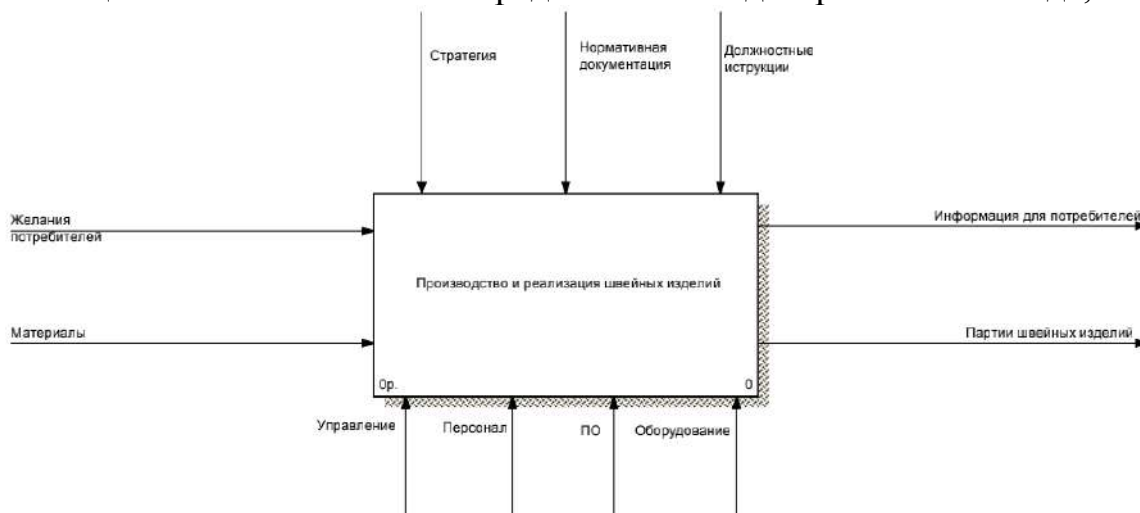 Стратегия
Нормативная
документация
Должностные
иструкции
Желания
потребителей
Информация для потребителей
Производство и реализация швейных изделий
Материалы
Партии швейных изделий
0р.
0
Управление
Персонал
ПО
Оборудование